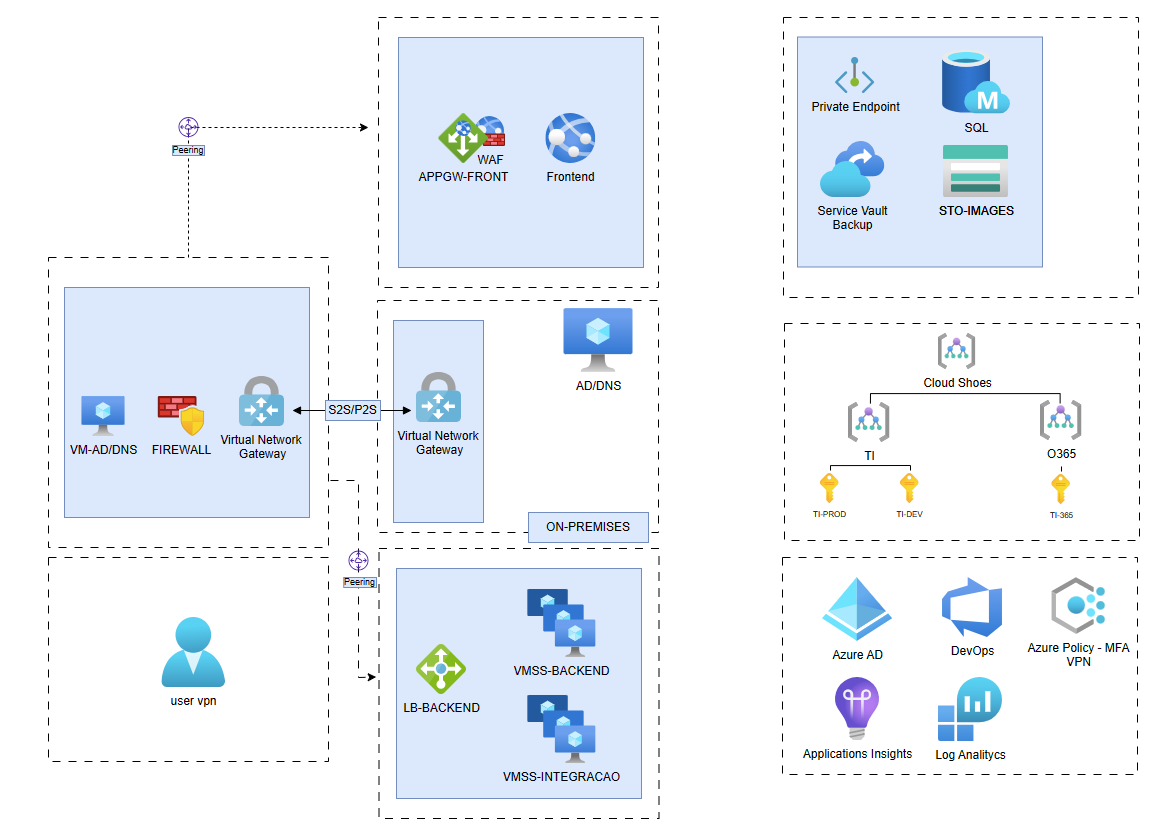 Peering
WAF
APPGW-FRONT
Frontend
Private Endpoint
SQL
Service Vault
Backup
STO-IMAGES
VM-AD/DNS
FIREWALL
Virtual Network
Gateway
S2S/P2S
Virtual Network
Gateway
AD/DNS
ON-PREMISES
Cloud Shoes
TI
O365
TI-PROD
TI-DEV
TI-365
Peering
user vpn
LB-BACKEND
VMSS-BACKEND
VMSS-INTEGRACAO
Azure AD
DevOps
Azure Policy - MFA
VPN
Applications Insights
Log Analitycs